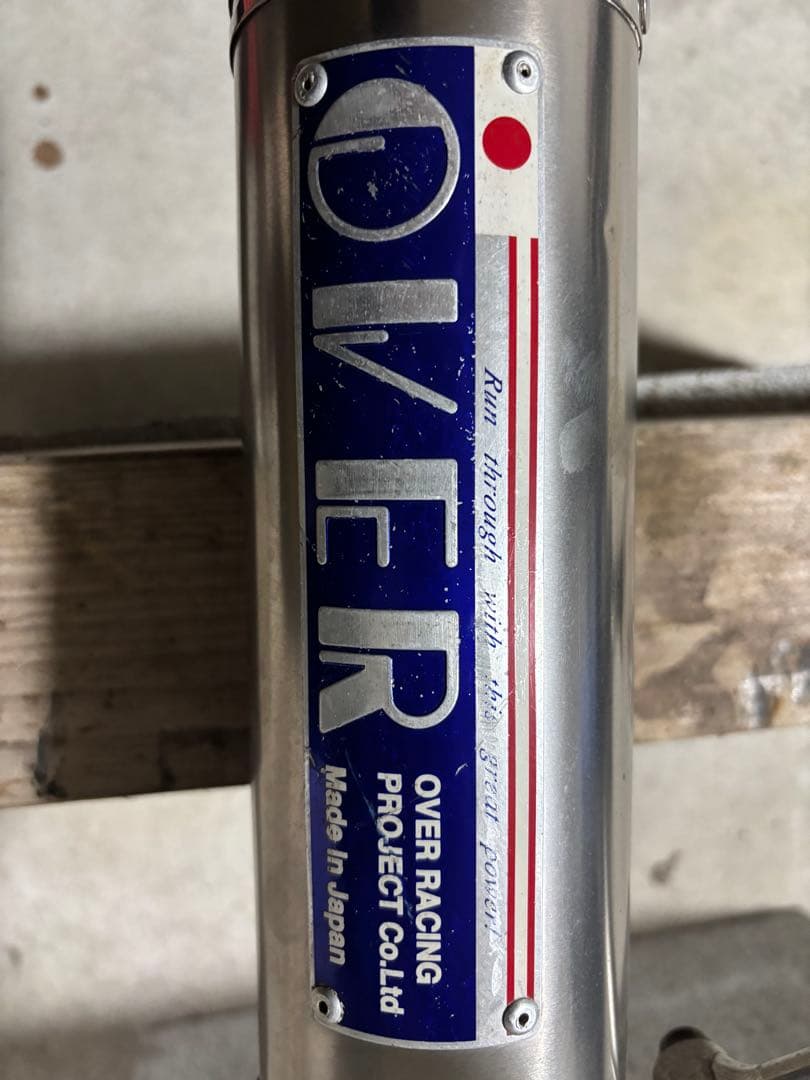 Run through with this great power!
OVER
OVER RACING
PROJECT Co.Ltd
Made In Japan